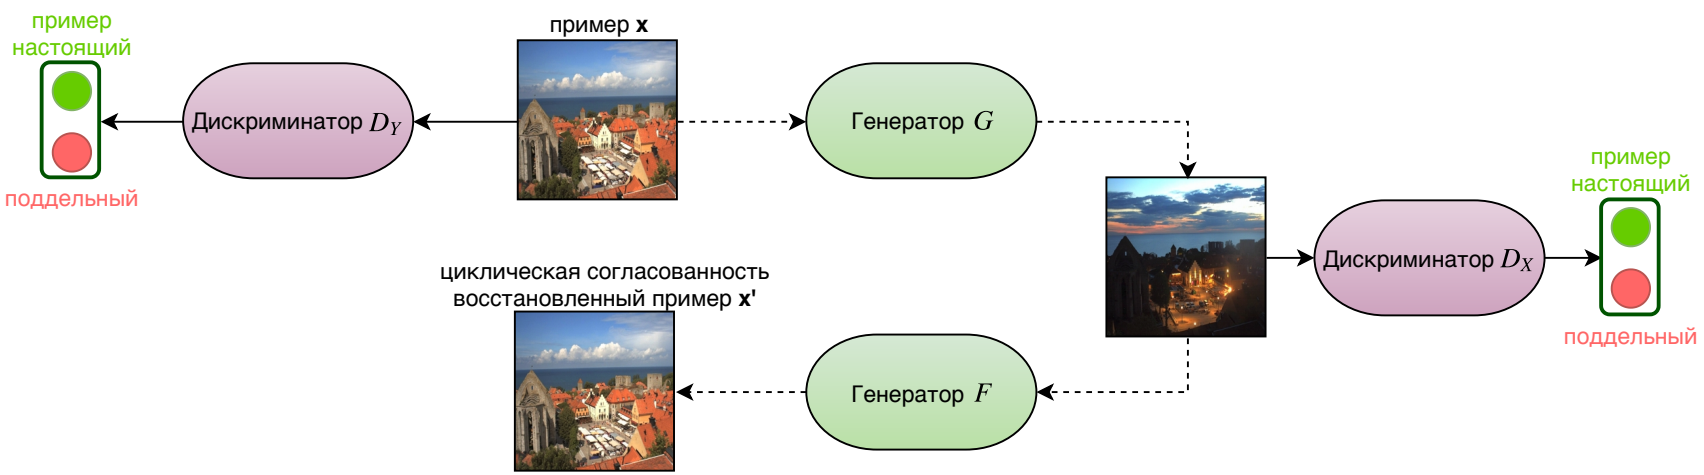 пример
настоящий
поддельный
Дискриминатор D_Y
пример x
Генератор G
пример
настоящий
Дискриминатор D_X
поддельный
циклическая согласованность
восстановленный пример x'
Генератор F